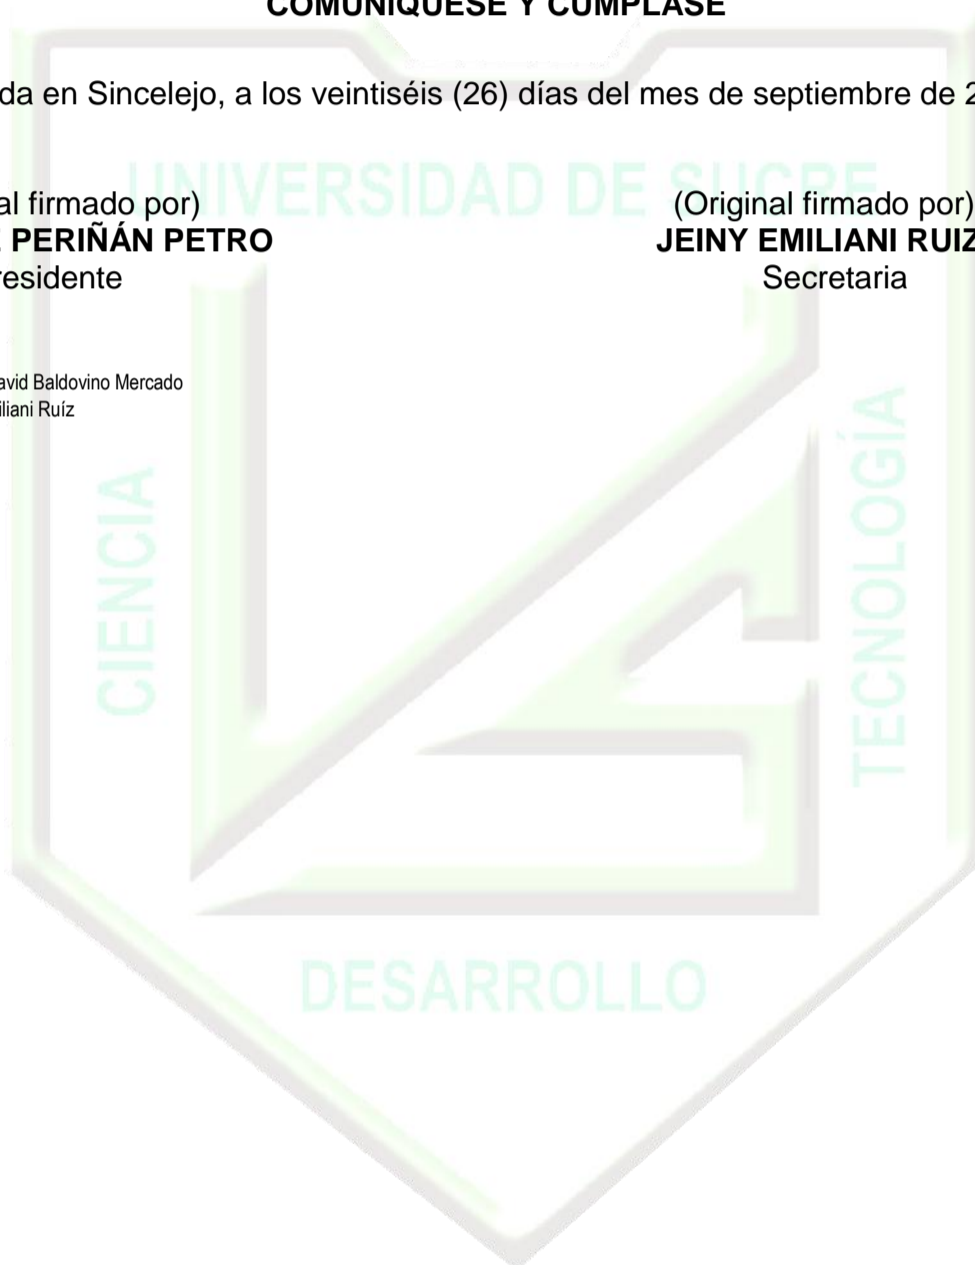 COMUNÍQUESE Y CÚMPLASE
da en Sincelejo, a los veintiséis (26) días del mes de septiembre de 2
UNIVERSIDAD DE SUCRE
al firmado por) (Original firmado por)
PERIÑÁN PETRO JEINY EMILIANI RUIZ
residente Secretaria
avid Baldovino Mercado
iliani Ruíz
CIENCIA
TECNOLOGÍA
DESARROLLO